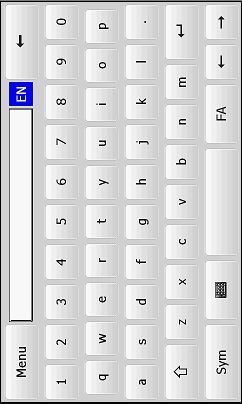 Menu EN ←
1 2 3 4 5 6 7 8 9 0
q w e r t y u i o p
a s d f g h j k l .
⇧ z x c v b n m ↵
Sym FA ← →